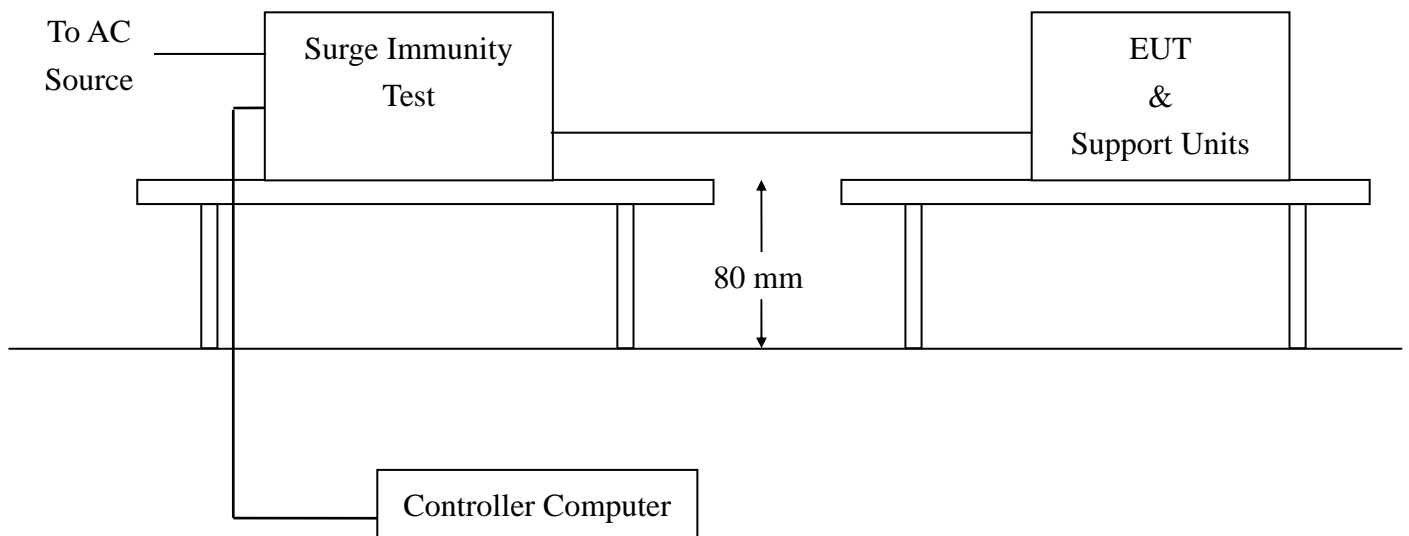 To AC
Source
Surge Immunity
Test
EUT
&
Support Units
80 mm
Controller Computer